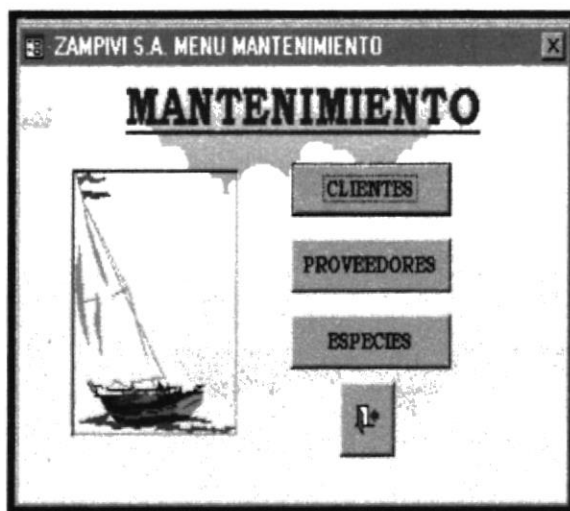 ZAMPIVI S.A. MENU MANTENIMIENTO
MANTENIMIENTO
CLIENTES
PROVEEDORES
ESPECIES